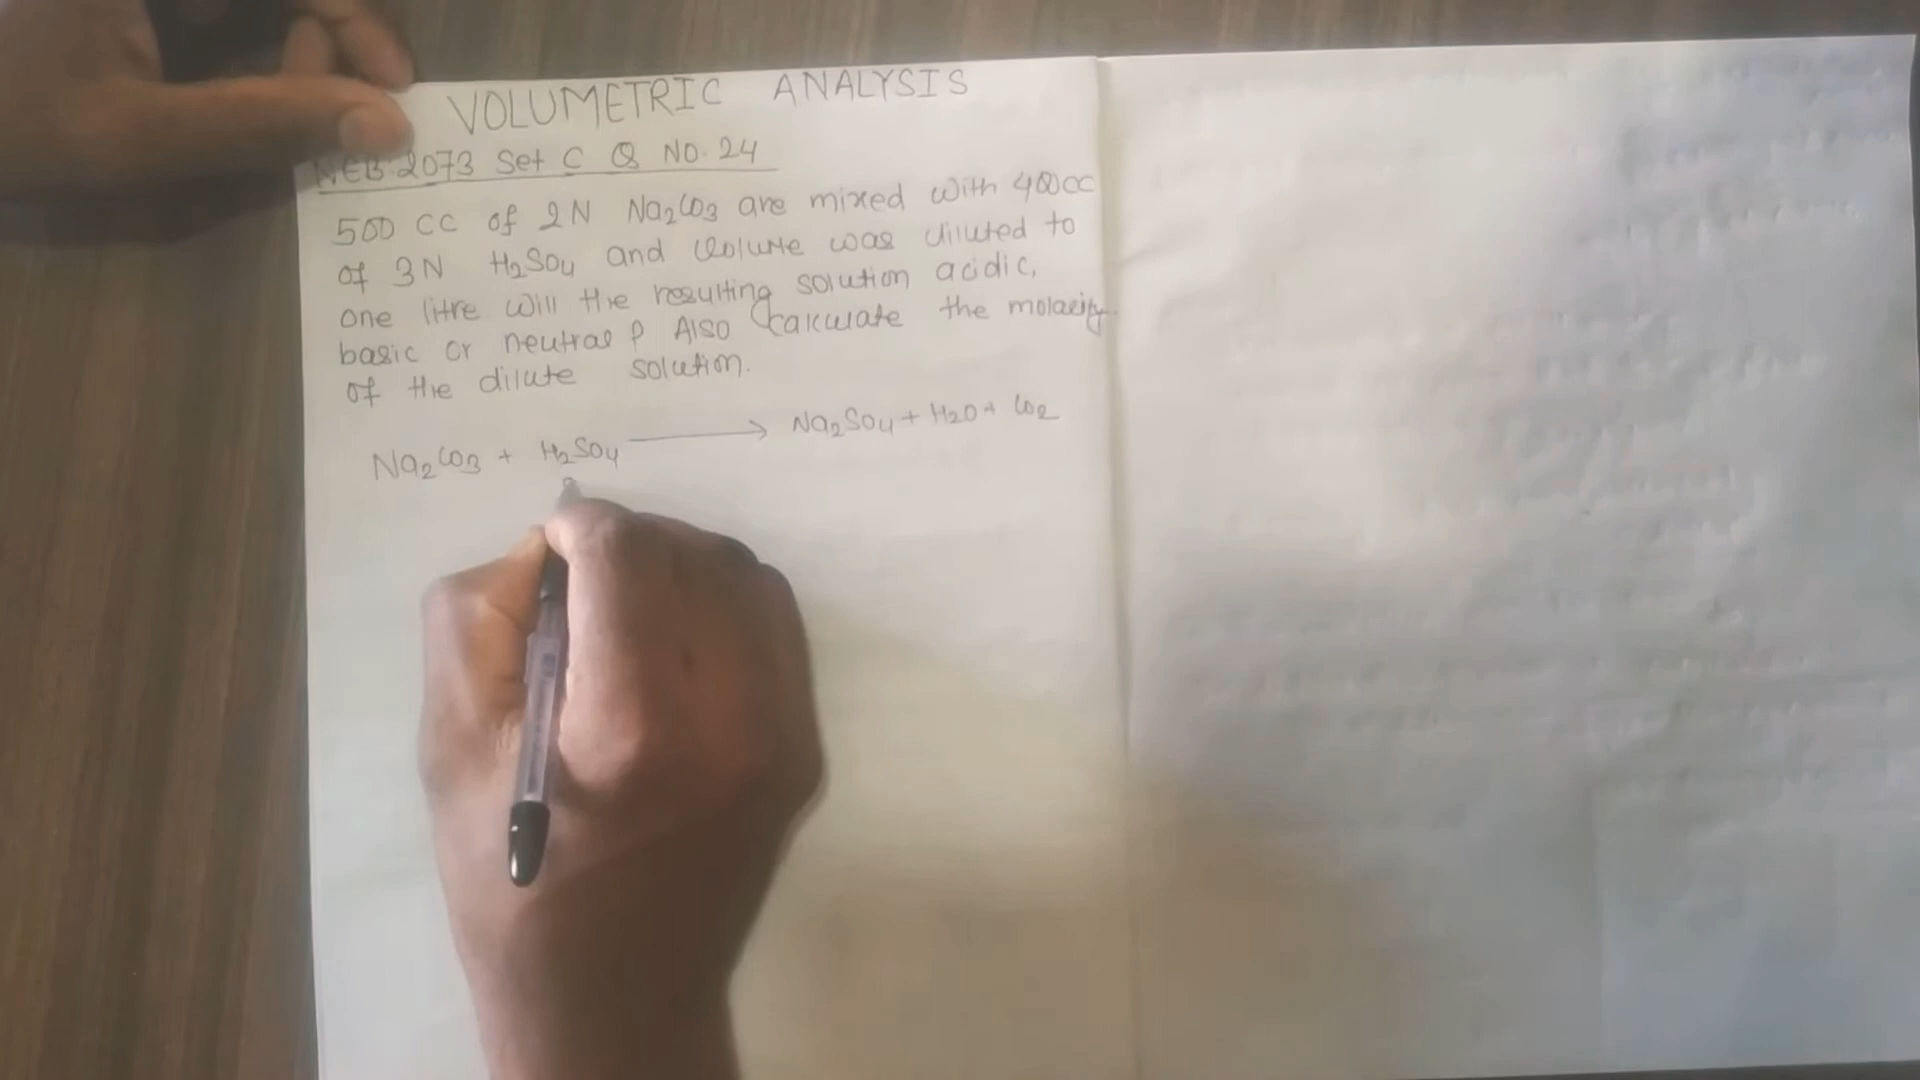 VOLUMETRIC ANALYSIS
NEB 2073 Set C Q NO. 24
500 CC of 2N Na2CO3 are mixed with 400cc
of 3N H2SO4 and volume was diluted to
one litre will the resulting solution acidic,
basic or neutral? Also calculate the molarity
of the dilute solution.
Na2CO3 + H2SO4 → Na2SO4 + H2O + CO2